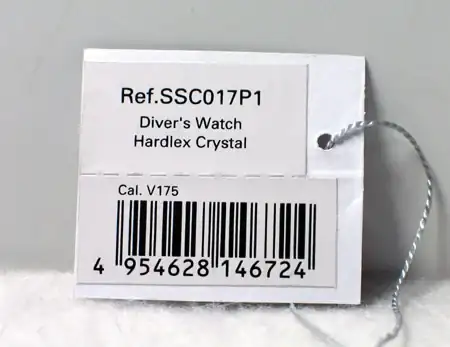 Ref.SSC017P1
Diver's Watch
Hardlex Crystal
Cal. V175
4 954628 146724